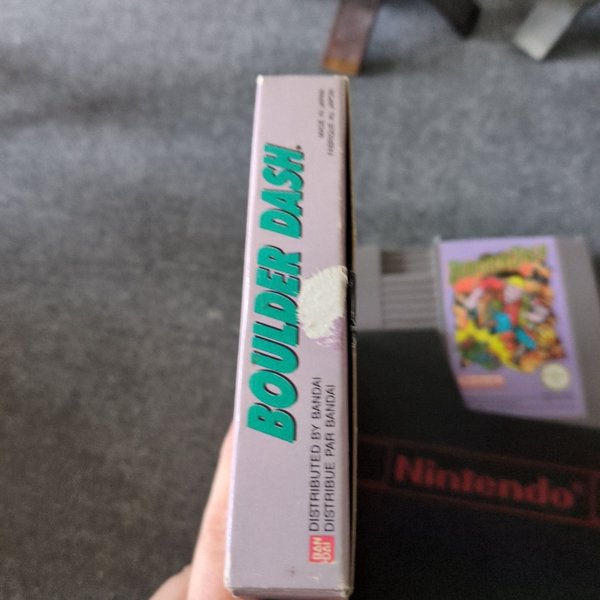 BOULDER DASH
MADE IN JAPAN
FABRIQUE AU JAPON
DISTRIBUTED BY BANDAI
DISTRIBUE PAR BANDAI
BAN
DAI
Nintendo